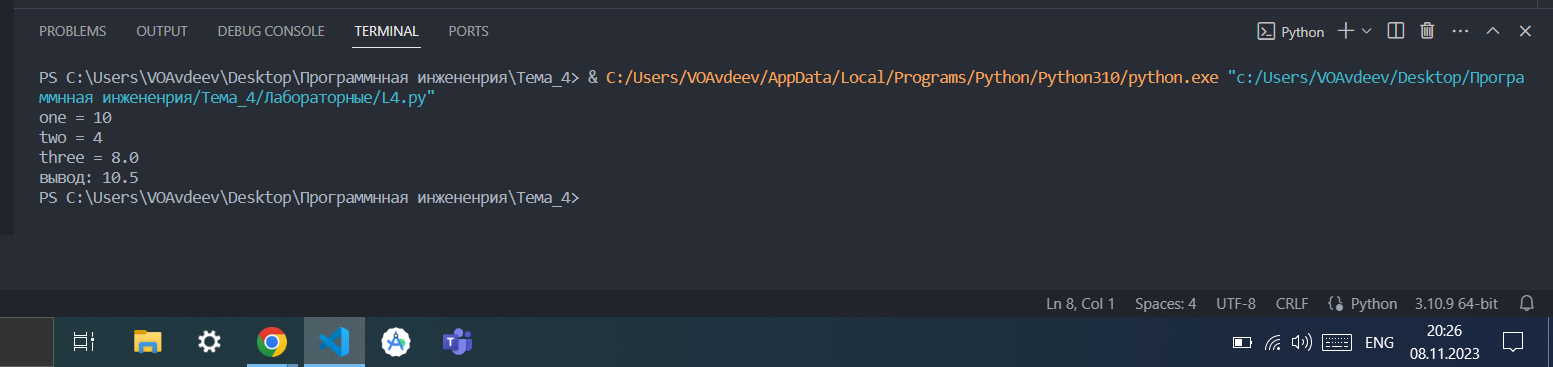 PROBLEMS OUTPUT DEBUG CONSOLE TERMINAL PORTS Python
PS C:\Users\VOAvdeev\Desktop\Программнная инжененрия\Тема_4> & C:/Users/VOAvdeev/AppData/Local/Programs/Python/Python310/python.exe "c:/Users/VOAvdeev/Desktop/Програ
ммнная инжененрия/Тема_4/Лабораторные/L4.py"
one = 10
two = 4
three = 8.0
вывод: 10.5
PS C:\Users\VOAvdeev\Desktop\Программнная инжененрия\Тема_4>
Ln 8, Col 1 Spaces: 4 UTF-8 CRLF Python 3.10.9 64-bit
ENG 20:26
08.11.2023